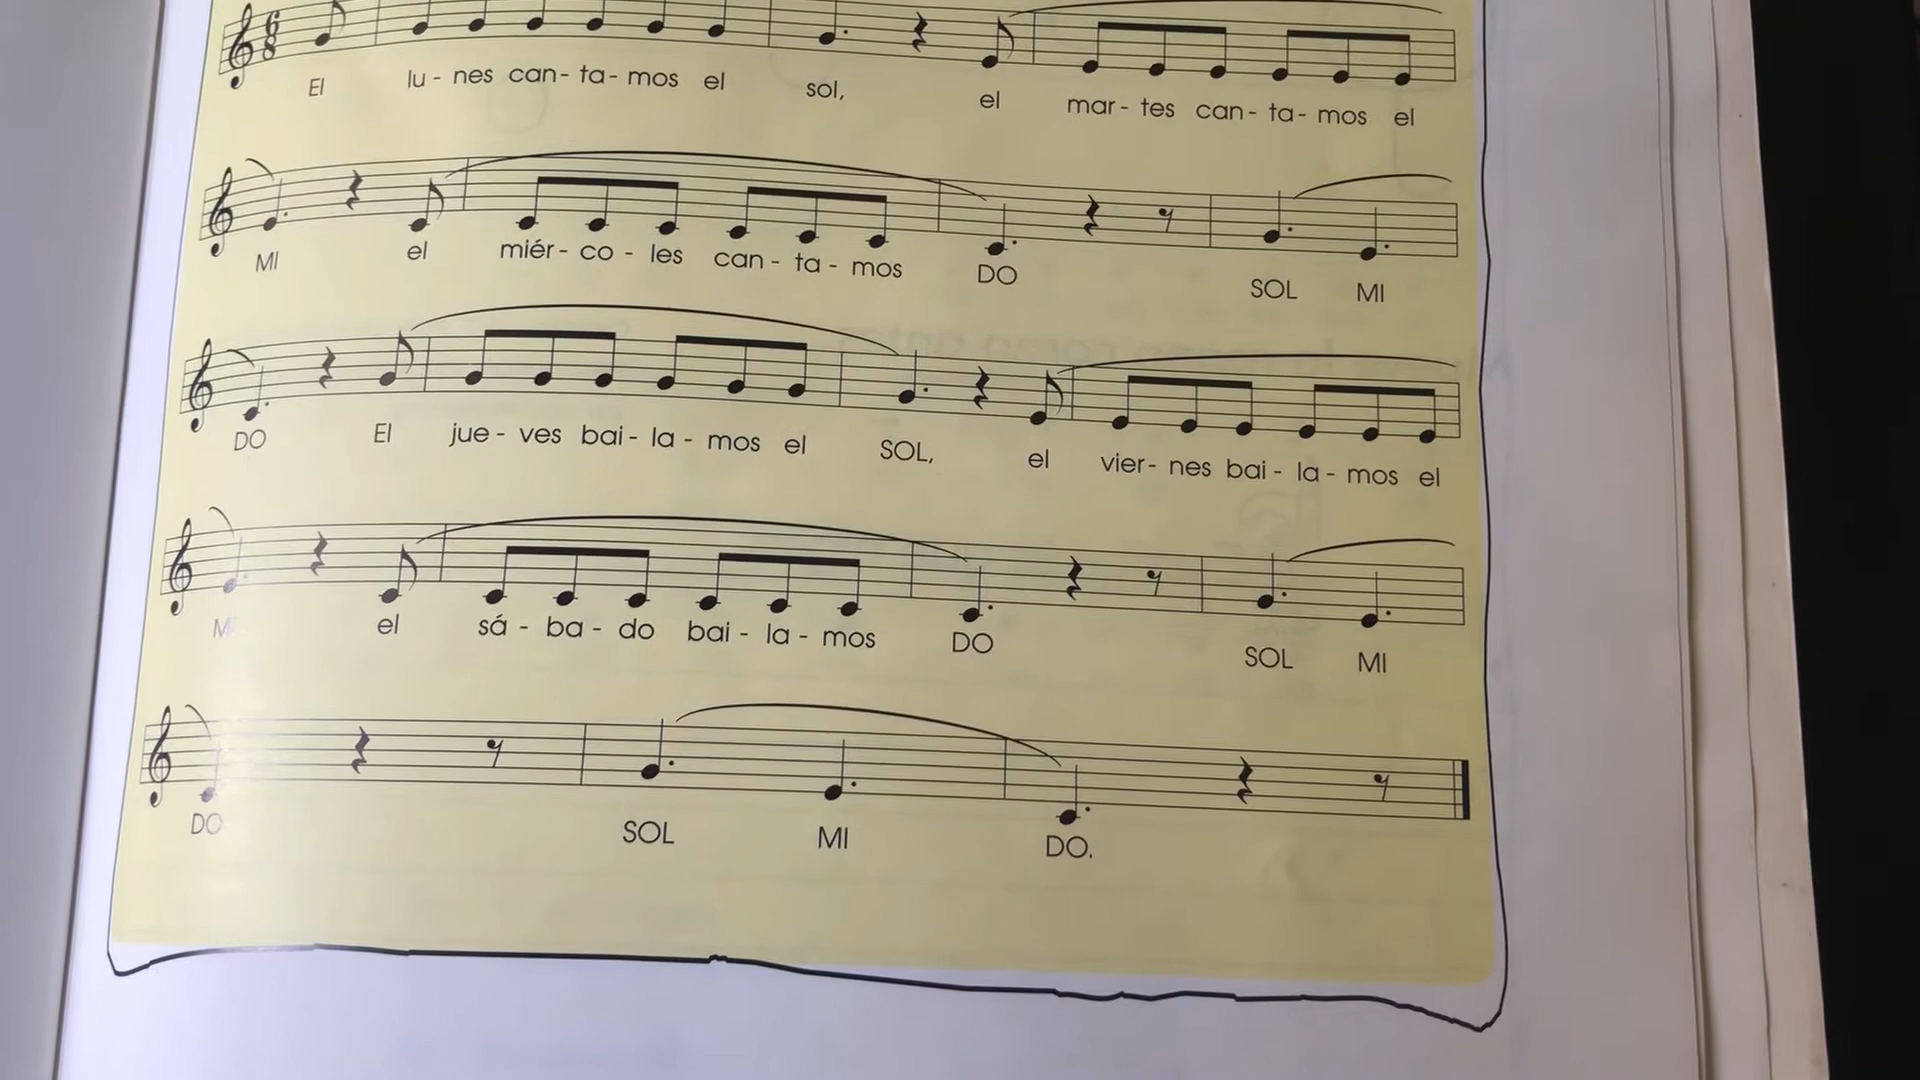 6
8
El lu - nes can - ta - mos el sol, el mar - tes can - ta - mos el
MI el miér - co - les can - ta - mos DO SOL MI
DO El jue - ves bai - la - mos el SOL, el vier - nes bai - la - mos el
el sá - ba - do bai - la - mos DO SOL MI
DO SOL MI DO.